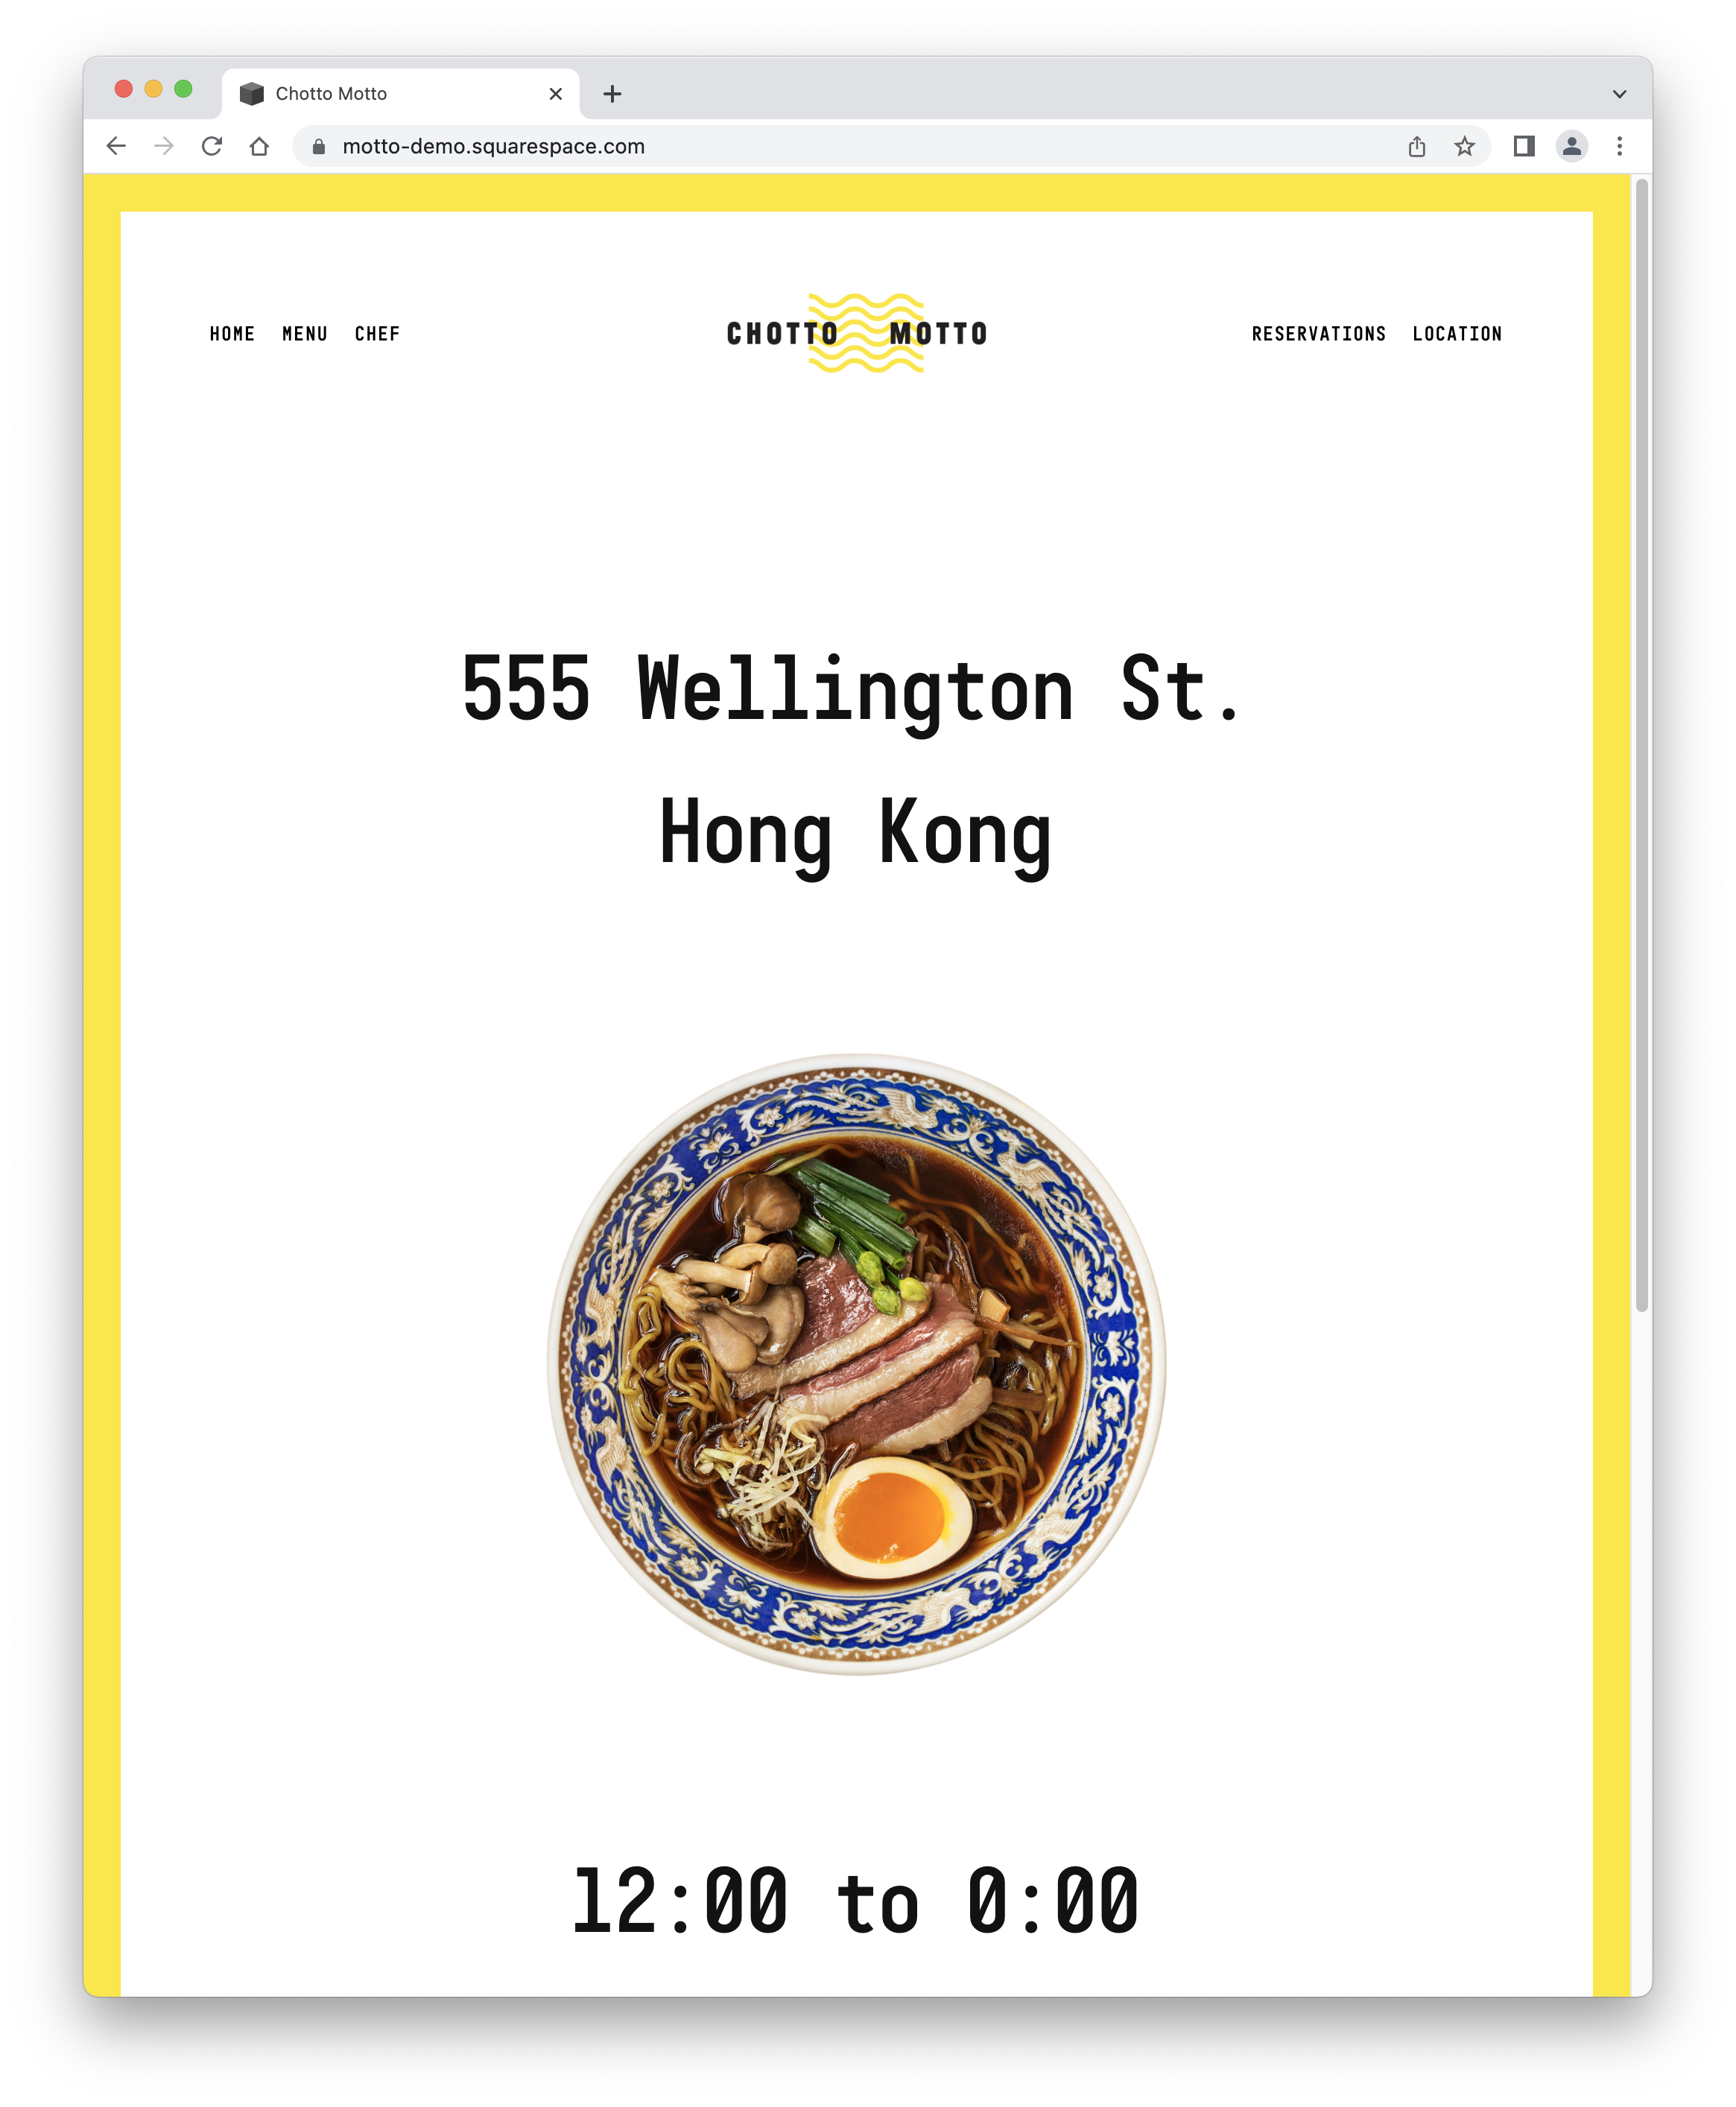 Chotto Motto
motto-demo.squarespace.com
HOME MENU CHEF
CHOTTO MOTTO
RESERVATIONS LOCATION
555 Wellington St.
Hong Kong
12:00 to 0:00